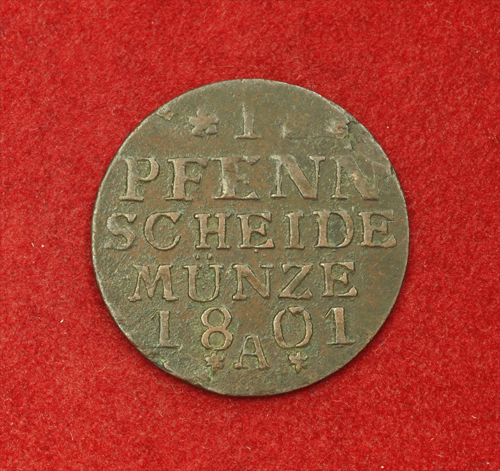 * 1 *
PFENN
SCHEIDE
MÜNZE
1801
* A *